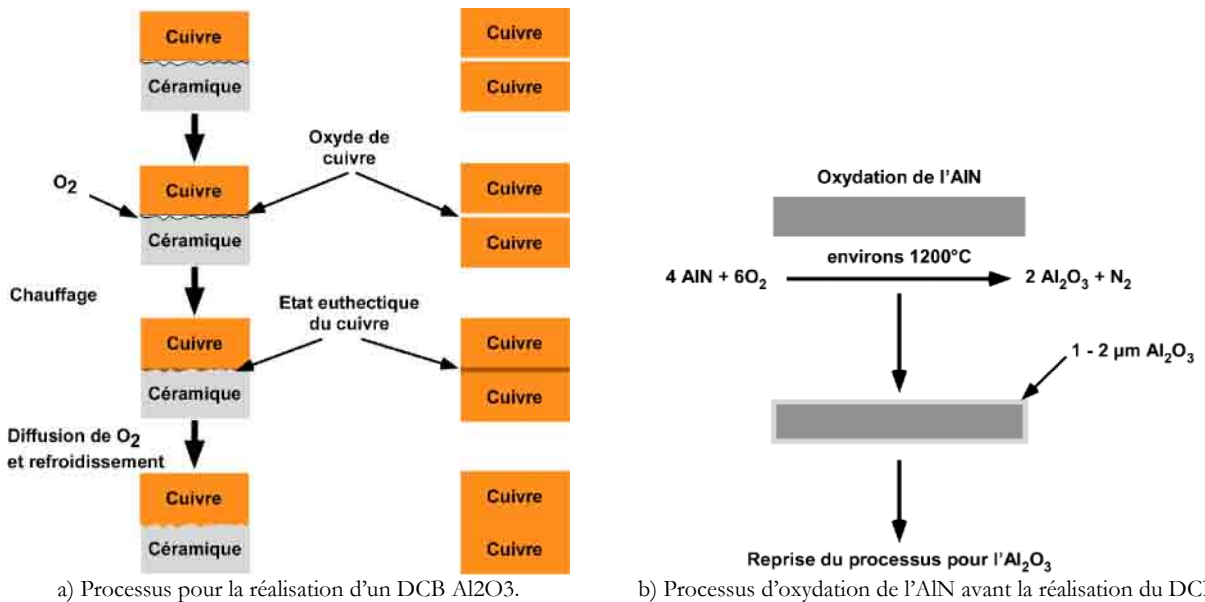 Cuivre
Céramique
Cuivre
Cuivre
O2
Cuivre
Céramique
Oxyde de
cuivre
Cuivre
Cuivre
Chauffage
Cuivre
Céramique
Etat euthectique
du cuivre
Cuivre
Cuivre
Diffusion de O2
et refroidissement
Cuivre
Céramique
Cuivre
Cuivre
a) Processus pour la réalisation d'un DCB Al2O3.
Oxydation de l'AlN
environs 1200°C
4 AlN + 6O2
2 Al2O3 + N2
1 - 2 µm Al2O3
Reprise du processus pour l'Al2O3
b) Processus d'oxydation de l'AlN avant la réalisation du DC